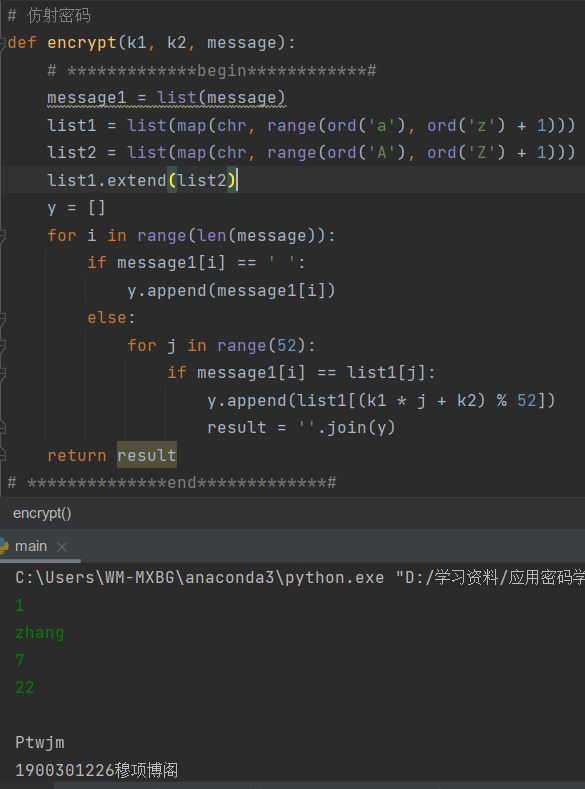 # 仿射密码
def encrypt(k1, k2, message):
    # *************begin************#
    message1 = list(message)
    list1 = list(map(chr, range(ord('a'), ord('z') + 1)))
    list2 = list(map(chr, range(ord('A'), ord('Z') + 1)))
    list1.extend(list2)
    y = []
    for i in range(len(message)):
        if message1[i] == ' ':
            y.append(message1[i])
        else:
            for j in range(52):
                if message1[i] == list1[j]:
                    y.append(list1[(k1 * j + k2) % 52])
                    result = ''.join(y)
    return result
# **************end*************#
encrypt()
main
C:\Users\WM-MXBG\anaconda3\python.exe "D:/学习资料/应用密码学
1
zhang
7
22
Ptwjm
1900301226穆项博阁